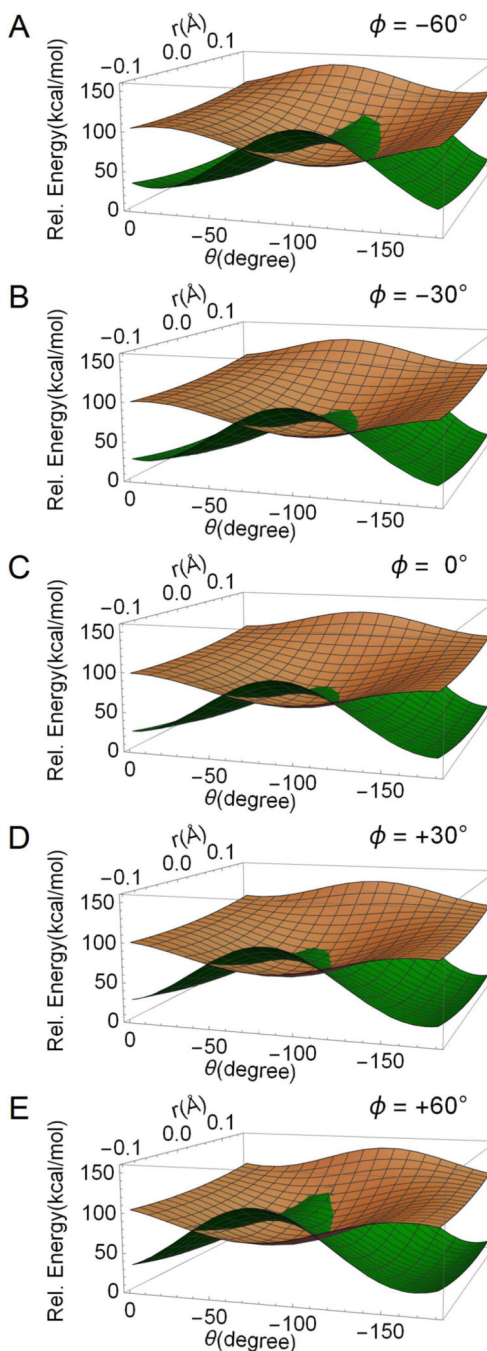 A
r(Å)
ϕ = −60°
−0.1 0.0 0.1
Rel. Energy(kcal/mol)
150
100
50
0
0 −50 −100 −150
θ(degree)
B
r(Å)
ϕ = −30°
−0.1 0.0 0.1
Rel. Energy(kcal/mol)
150
100
50
0
0 −50 −100 −150
θ(degree)
C
r(Å)
ϕ = 0°
−0.1 0.0 0.1
Rel. Energy(kcal/mol)
150
100
50
0
0 −50 −100 −150
θ(degree)
D
r(Å)
ϕ = +30°
−0.1 0.0 0.1
Rel. Energy(kcal/mol)
150
100
50
0
0 −50 −100 −150
θ(degree)
E
r(Å)
ϕ = +60°
−0.1 0.0 0.1
Rel. Energy(kcal/mol)
150
100
50
0
0 −50 −100 −150
θ(degree)